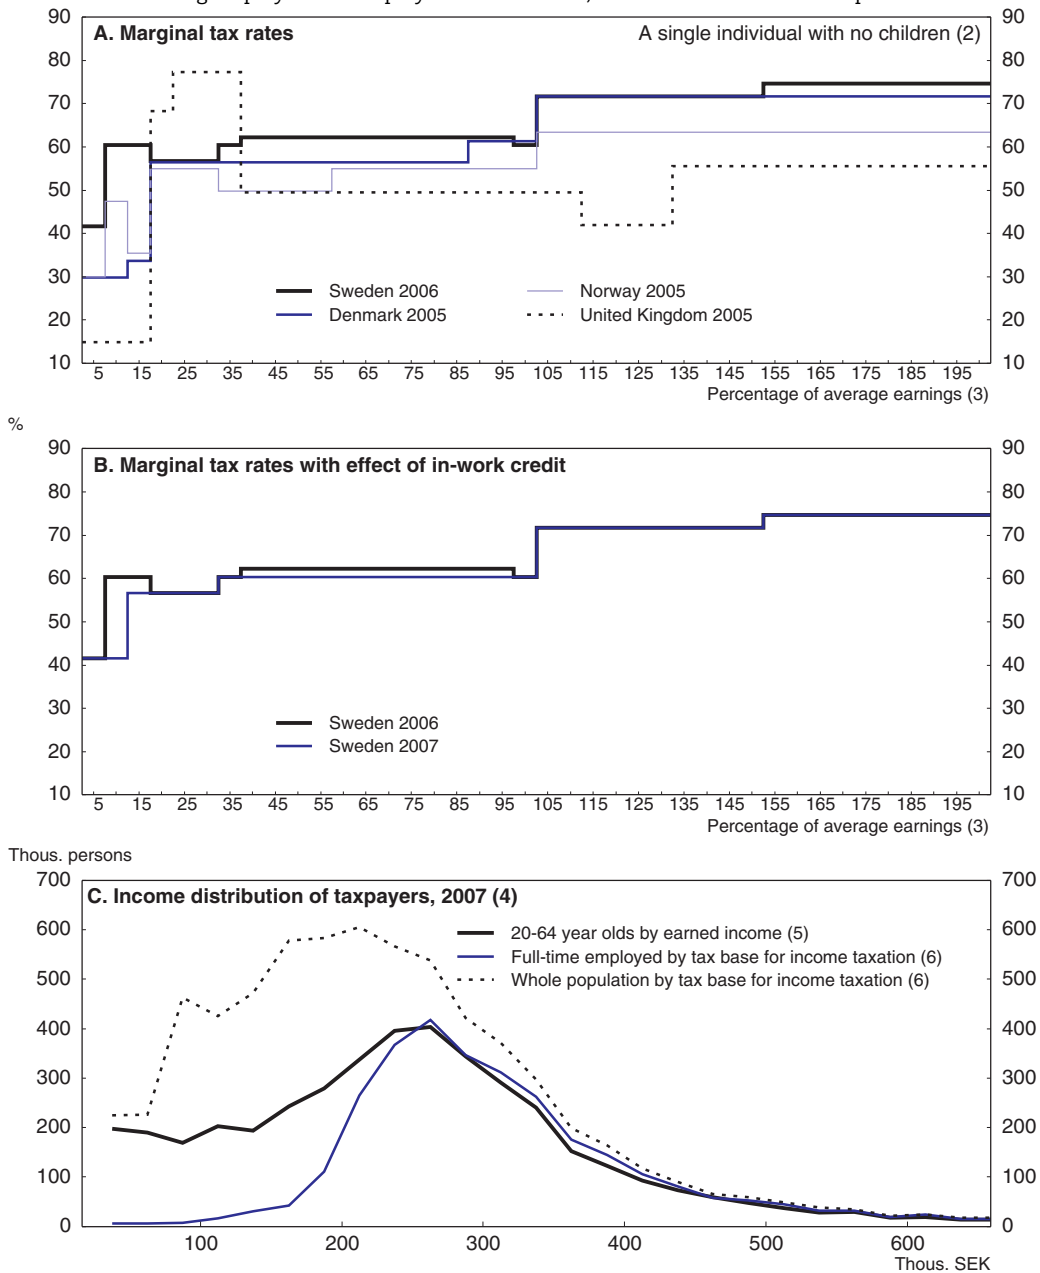 90 90
A. Marginal tax rates A single individual with no children (2)
80 80
70 70
60 60
50 50
40 40
30 30
20 20
10 10
Sweden 2006 Norway 2005
Denmark 2005 United Kingdom 2005
5 15 25 35 45 55 65 75 85 95 105 115 125 135 145 155 165 175 185 195
Percentage of average earnings (3)
%
90 90
B. Marginal tax rates with effect of in-work credit
80 80
70 70
60 60
50 50
40 40
30 30
20 20
10 10
Sweden 2006
Sweden 2007
5 15 25 35 45 55 65 75 85 95 105 115 125 135 145 155 165 175 185 195
Percentage of average earnings (3)
Thous. persons
700 700
C. Income distribution of taxpayers, 2007 (4)
600 600
20-64 year olds by earned income (5)
Full-time employed by tax base for income taxation (6)
Whole population by tax base for income taxation (6)
500 500
400 400
300 300
200 200
100 100
0 0
100 200 300 400 500 600
Thous. SEK